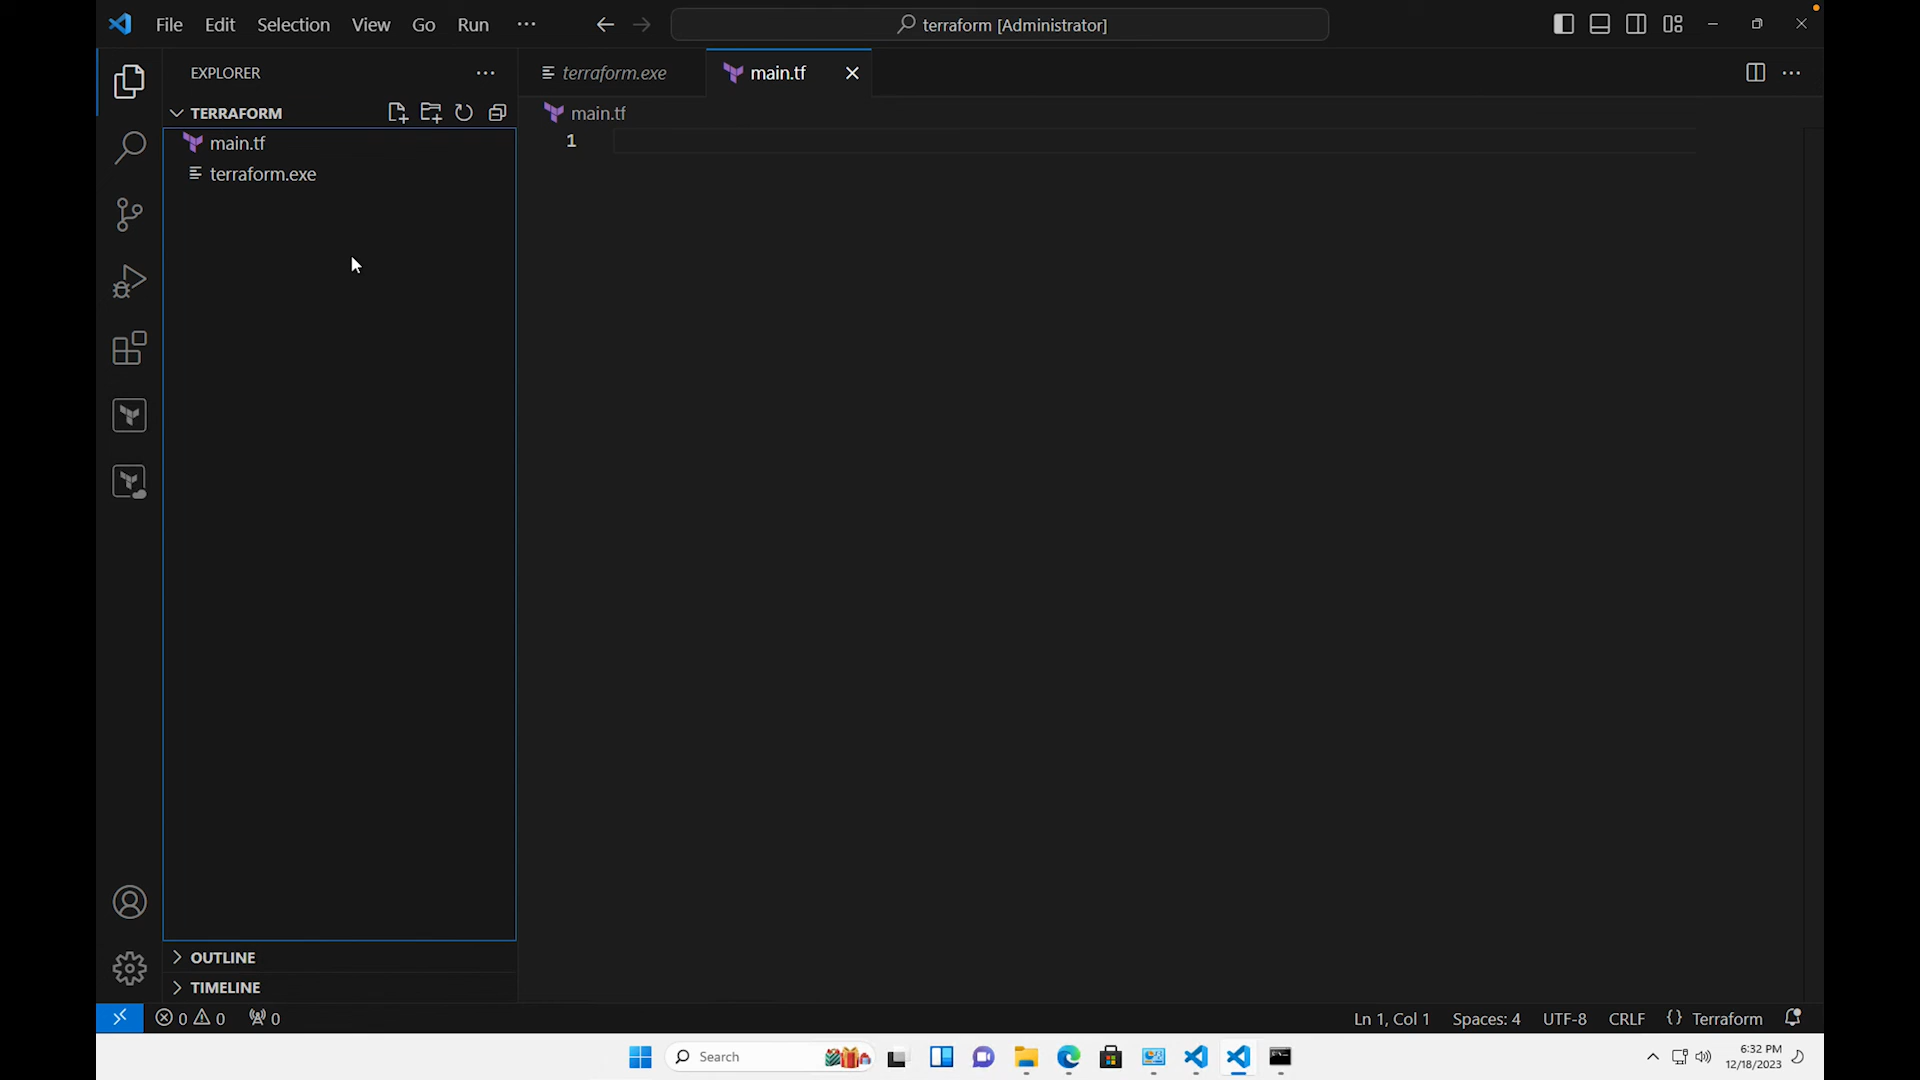 File Edit Selection View Go Run ···
terraform [Administrator]
EXPLORER
terraform.exe
main.tf
TERRAFORM
main.tf
main.tf
terraform.exe
1
OUTLINE
TIMELINE
0 0 0
Ln 1, Col 1 Spaces: 4 UTF-8 CRLF {} Terraform
Search
6:32 PM
12/18/2023